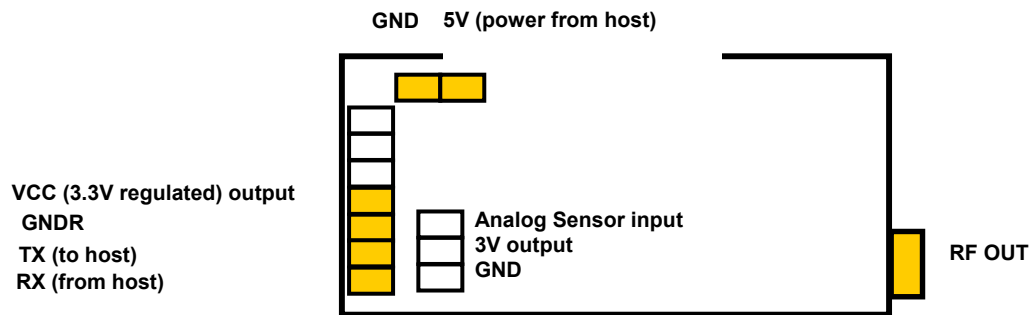 GND 5V (power from host)
VCC (3.3V regulated) output
GNDR
TX (to host)
RX (from host)
Analog Sensor input
3V output
GND
RF OUT